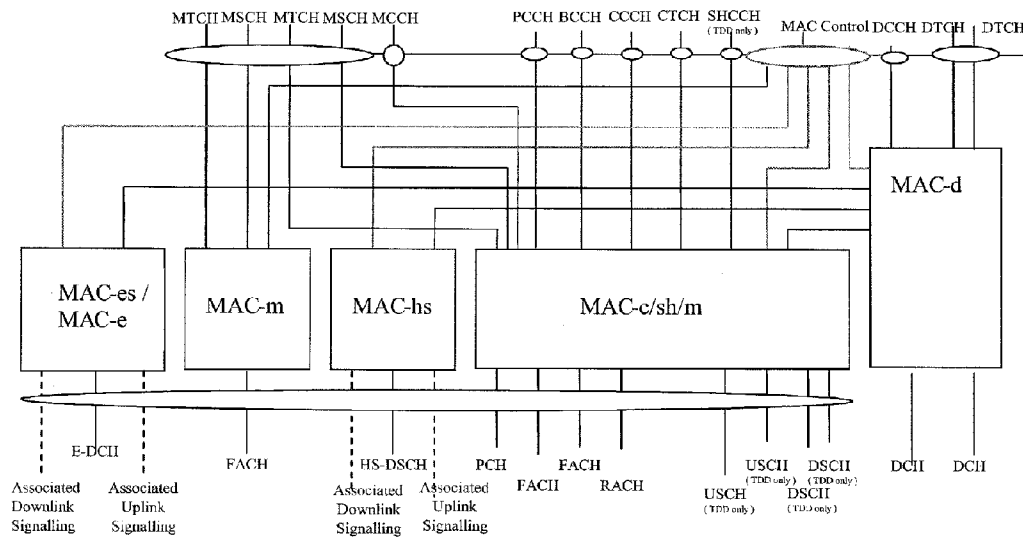 MTCH MSCH MTCH MSCH MCCH PCCH BCCH CCCH CTCH SHCCH MAC Control DCCH DTCH DTCH
( TDD only )
MAC-d
MAC-es /
MAC-e
MAC-m
MAC-hs
MAC-c/sh/m
E-DCH
FACH
HS-DSCH
PCH
FACH
FACH
RACH
USCH
( TDD only )
USCH
( TDD only )
DSCH
( TDD only )
DSCH
( TDD only )
DCH
DCH
Associated
Downlink
Signalling
Associated
Uplink
Signalling
Associated
Downlink
Signalling
Associated
Uplink
Signalling